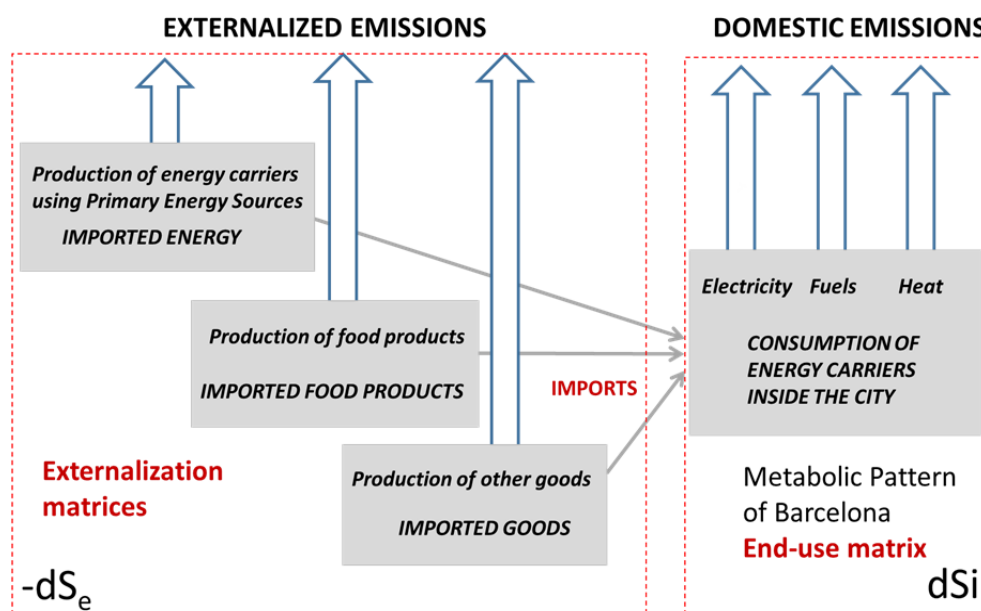 EXTERNALIZED EMISSIONS
DOMESTIC EMISSIONS
Production of energy carriers
using Primary Energy Sources
IMPORTED ENERGY
Production of food products
IMPORTED FOOD PRODUCTS
Production of other goods
IMPORTED GOODS
IMPORTS
Externalization
matrices
-dSₑ
Electricity Fuels Heat
CONSUMPTION OF
ENERGY CARRIERS
INSIDE THE CITY
Metabolic Pattern
of Barcelona
End-use matrix
dSi